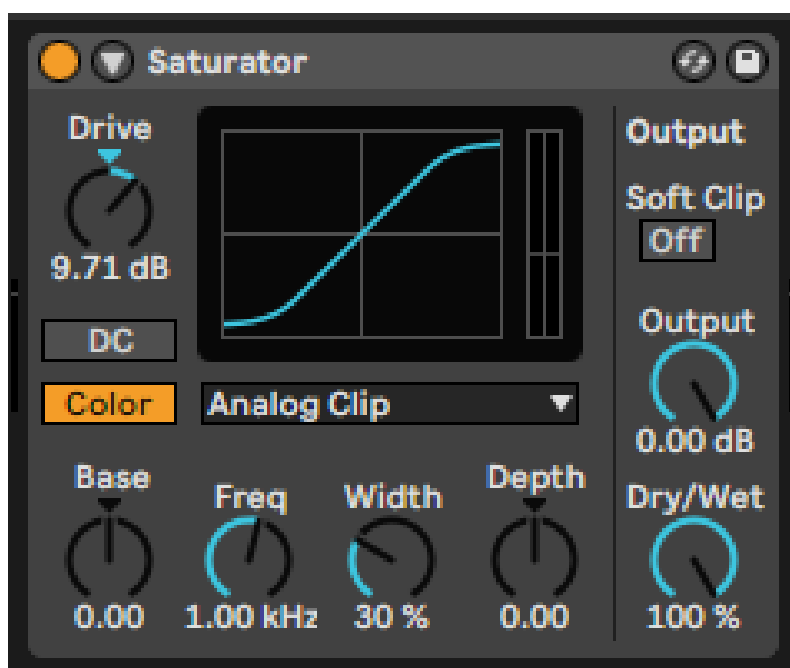 Saturator
Drive
9.71 dB
DC
Color
Analog Clip
Base
0.00
Freq
1.00 kHz
Width
30 %
Depth
0.00
Output
Soft Clip
Off
Output
0.00 dB
Dry/Wet
100 %